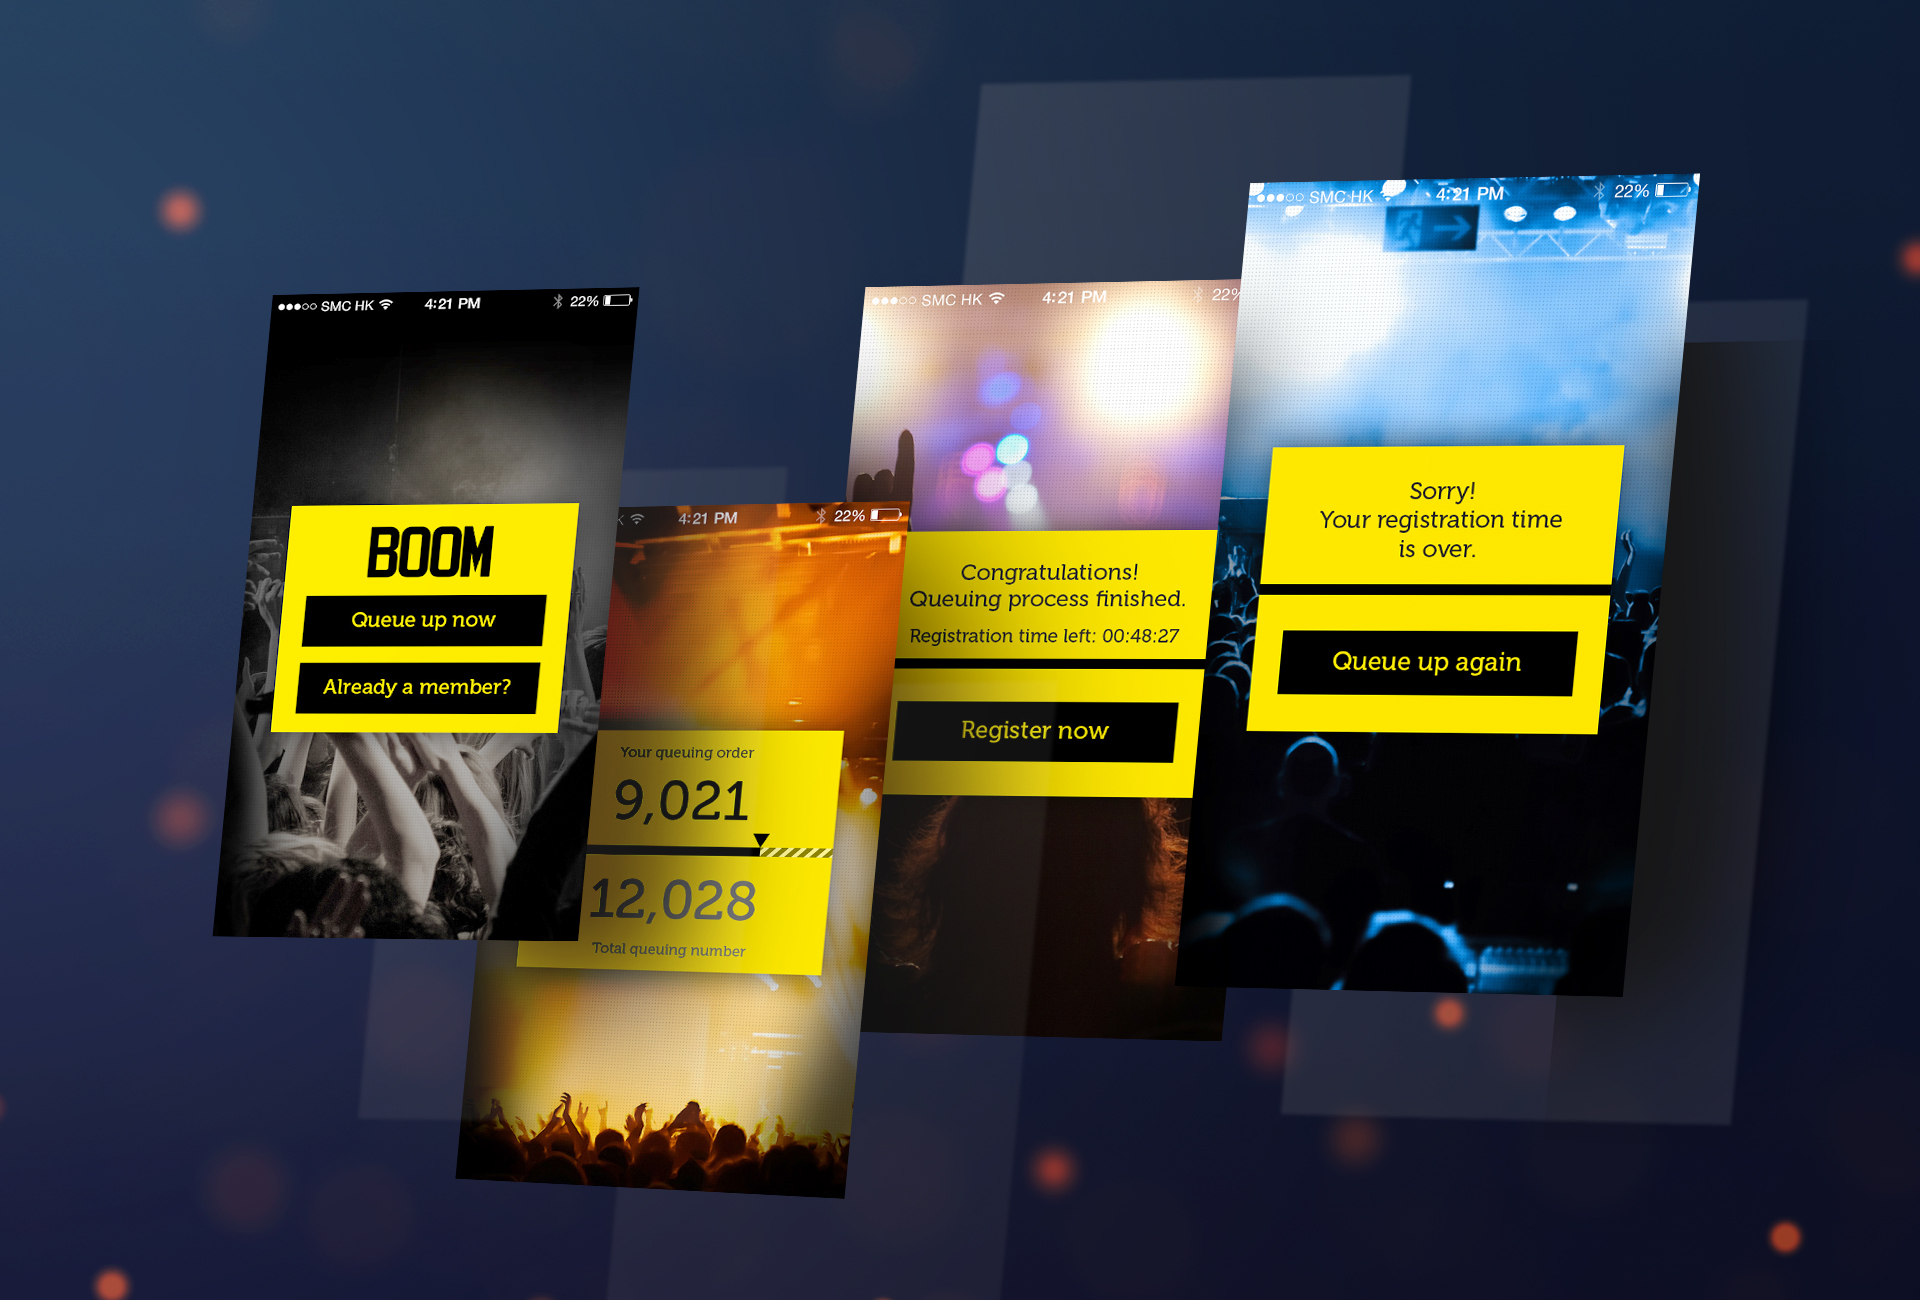 SMC HK 4:21 PM 22%
BOOM
Queue up now
Already a member?
4:21 PM 22%
Your queuing order
9,021
12,028
Total queuing number
SMC HK 4:21 PM 22%
Congratulations!
Queuing process finished.
Registration time left: 00:48:27
Register now
SMC HK 4:21 PM 22%
Sorry!
Your registration time
is over.
Queue up again